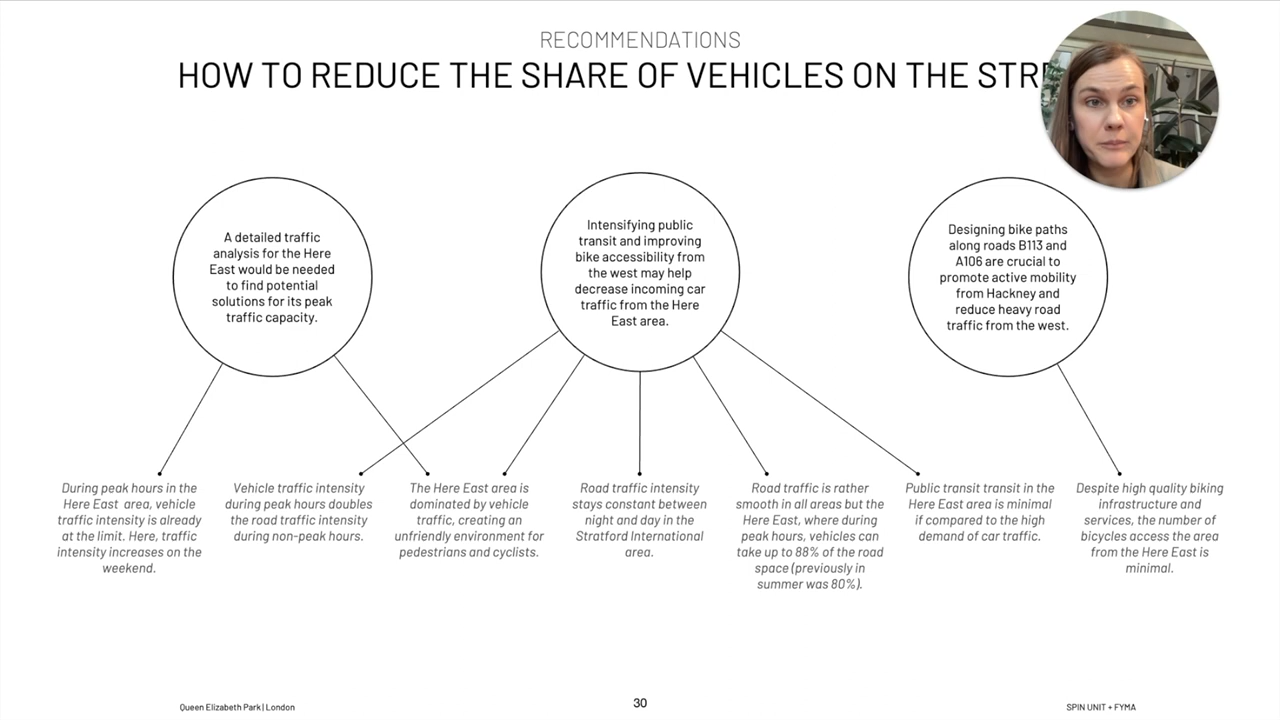 RECOMMENDATIONS
HOW TO REDUCE THE SHARE OF VEHICLES ON THE
A detailed traffic
analysis for the Here
East would be needed
to find potential
solutions for its peak
traffic capacity.
Intensifying public
transit and improving
bike accessibility from
the west may help
decrease incoming car
traffic from the Here
East area.
Designing bike paths
along roads B113 and
A106 are crucial to
promote active mobility
from Hackney and
reduce heavy road
traffic from the west.
During peak hours in the
Here East area, vehicle
traffic intensity is already
at the limit. Here, traffic
intensity increases on the
weekend.
Vehicle traffic intensity
during peak hours doubles
the road traffic intensity
during non-peak hours.
The Here East area is
dominated by vehicle
traffic, creating an
unfriendly environment for
pedestrians and cyclists.
Road traffic intensity
stays constant between
night and day in the
Stratford International
area.
Road traffic is rather
smooth in all areas but the
Here East, where during
peak hours, vehicles can
take up to 88% of the road
space (previously in
summer was 80%).
Public transit transit in the
Here East area is minimal
if compared to the high
demand of car traffic.
Despite high quality biking
infrastructure and
services, the number of
bicycles access the area
from the Here East is
minimal.
Queen Elizabeth Park | London
30
SPIN UNIT + FYMA